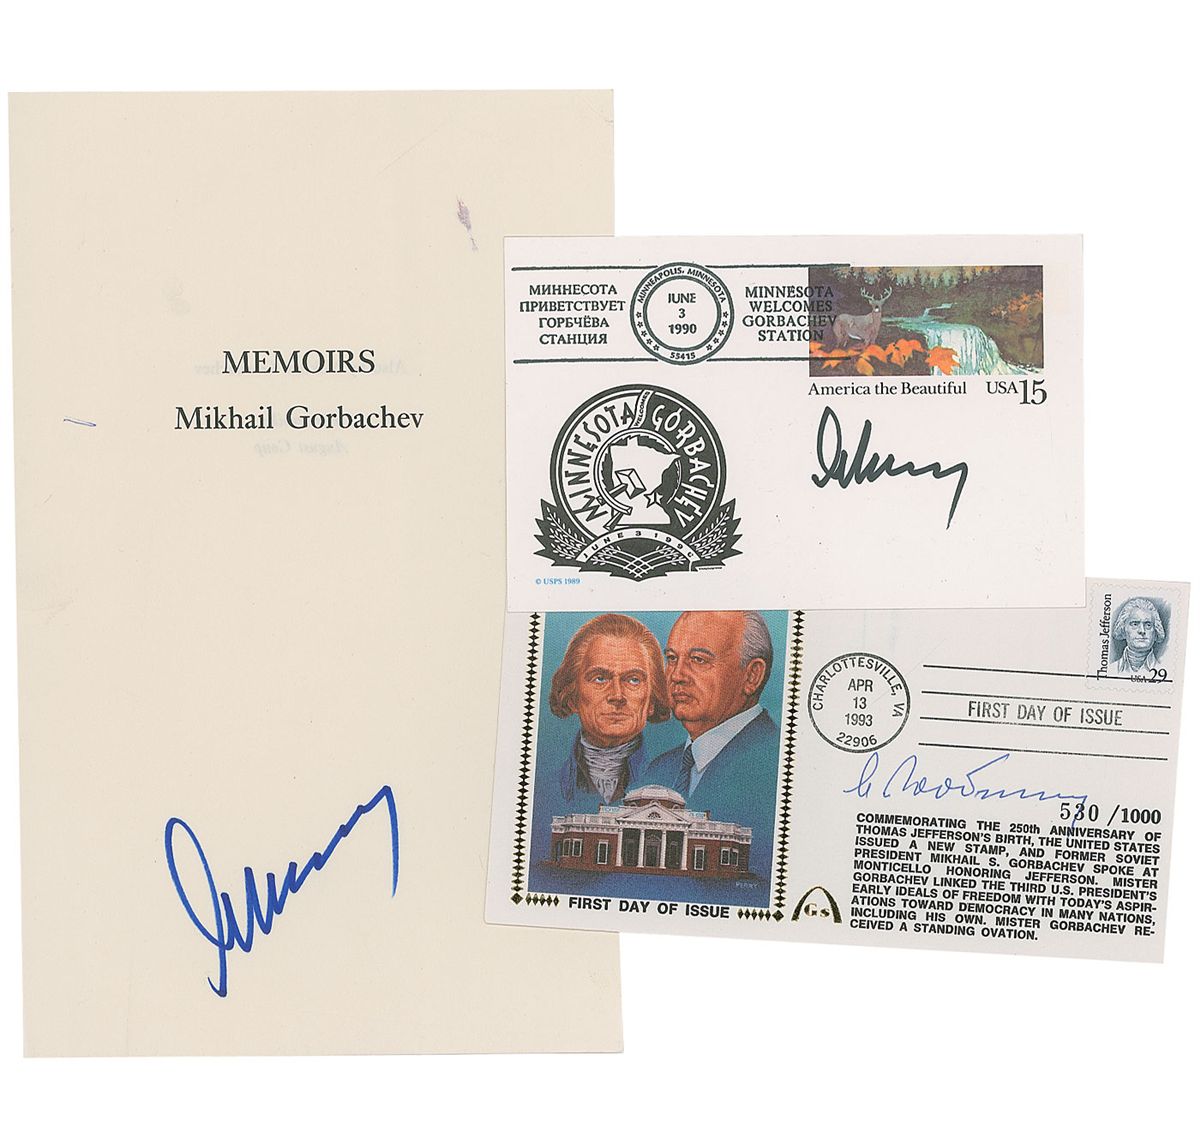 MEMOIRS
Mikhail Gorbachev
МИННЕСОТА
ПРИВЕТСТВУЕТ
ГОРБЧЁВА
СТАНЦИЯ
MINNEAPOLIS, MINNESOTA
JUNE
3
1990
55415
MINNESOTA
WELCOMES
GORBACHEV
STATION
America the Beautiful USA 15
MINNESOTA WELCOMES GORBACHEV
JUNE 3 1990
© USPS 1989
Thomas Jefferson
USA 29
CHARLOTTESVILLE, VA
APR
13
1993
22906
FIRST DAY OF ISSUE
530 /1000
COMMEMORATING THE 250th ANNIVERSARY OF
THOMAS JEFFERSON'S BIRTH, THE UNITED STATES
ISSUED A NEW STAMP, AND FORMER SOVIET
PRESIDENT MIKHAIL S. GORBACHEV SPOKE AT
MONTICELLO HONORING JEFFERSON. MISTER
GORBACHEV LINKED THE THIRD U.S. PRESIDENT'S
EARLY IDEALS OF FREEDOM WITH TODAY'S ASPIR-
ATIONS TOWARD DEMOCRACY IN MANY NATIONS,
INCLUDING HIS OWN. MISTER GORBACHEV RE-
CEIVED A STANDING OVATION.
FIRST DAY OF ISSUE
Gs